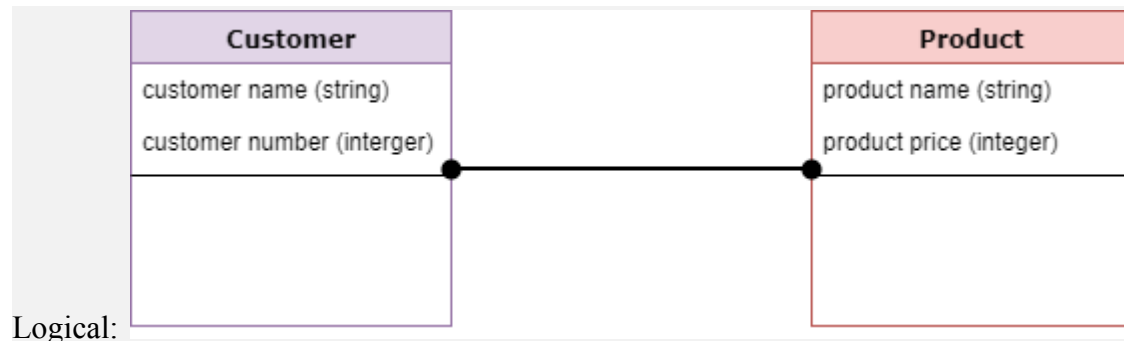 Customer
customer name (string)
customer number (interger)
Product
product name (string)
product price (integer)
Logical: